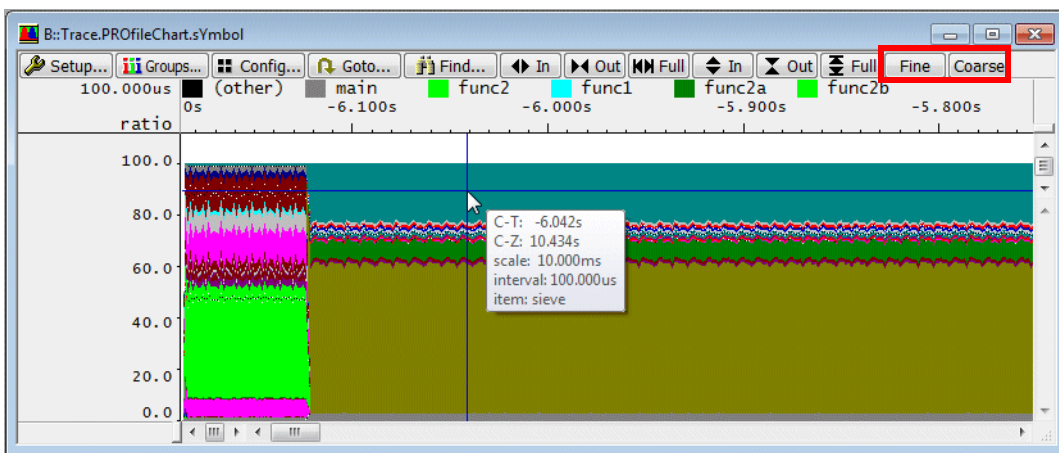 B::Trace.PROfileChart.sYmbol
Setup... Groups... Config... Goto... Find... In Out Full In Out Full Fine Coarse
100.000us (other) main func2 func1 func2a func2b
0s -6.100s -6.000s -5.900s -5.800s
ratio
100.0
80.0
60.0
40.0
20.0
0.0
C-T: -6.042s
C-Z: 10.434s
scale: 10.000ms
interval: 100.000us
item: sieve